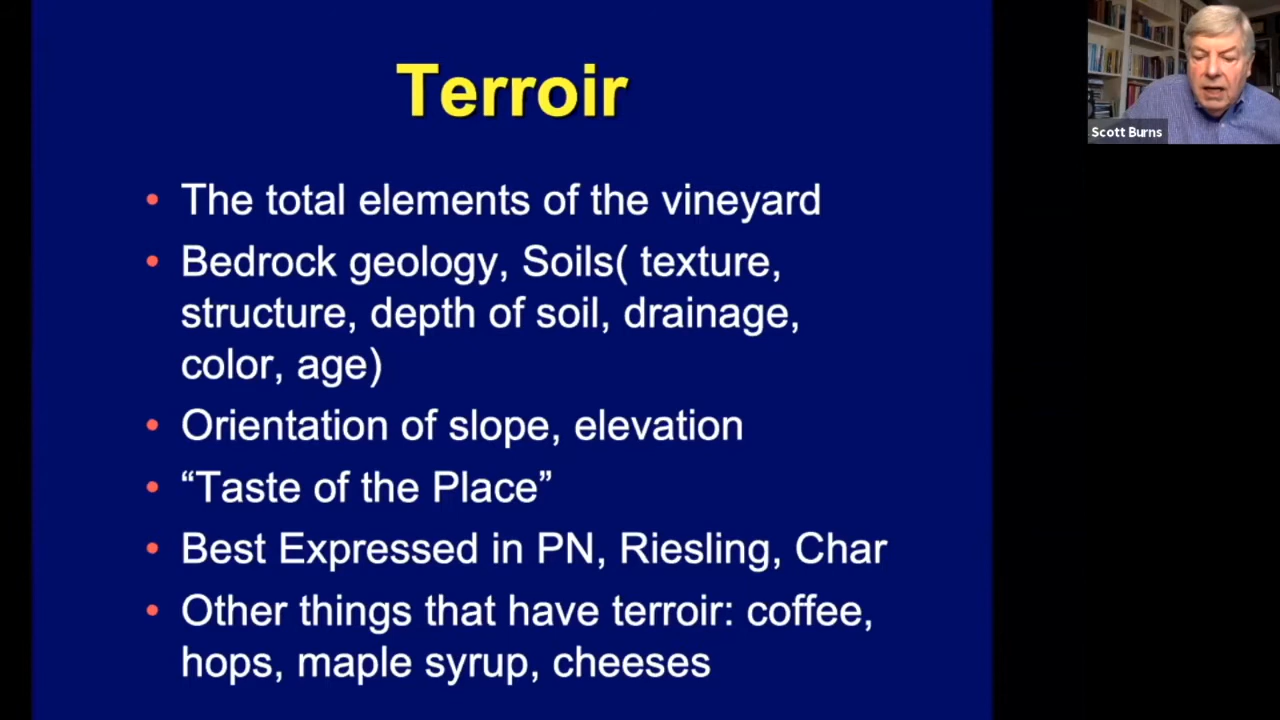 Terroir
• The total elements of the vineyard
• Bedrock geology, Soils( texture,
structure, depth of soil, drainage,
color, age)
• Orientation of slope, elevation
• “Taste of the Place”
• Best Expressed in PN, Riesling, Char
• Other things that have terroir: coffee,
hops, maple syrup, cheeses
Scott Burns